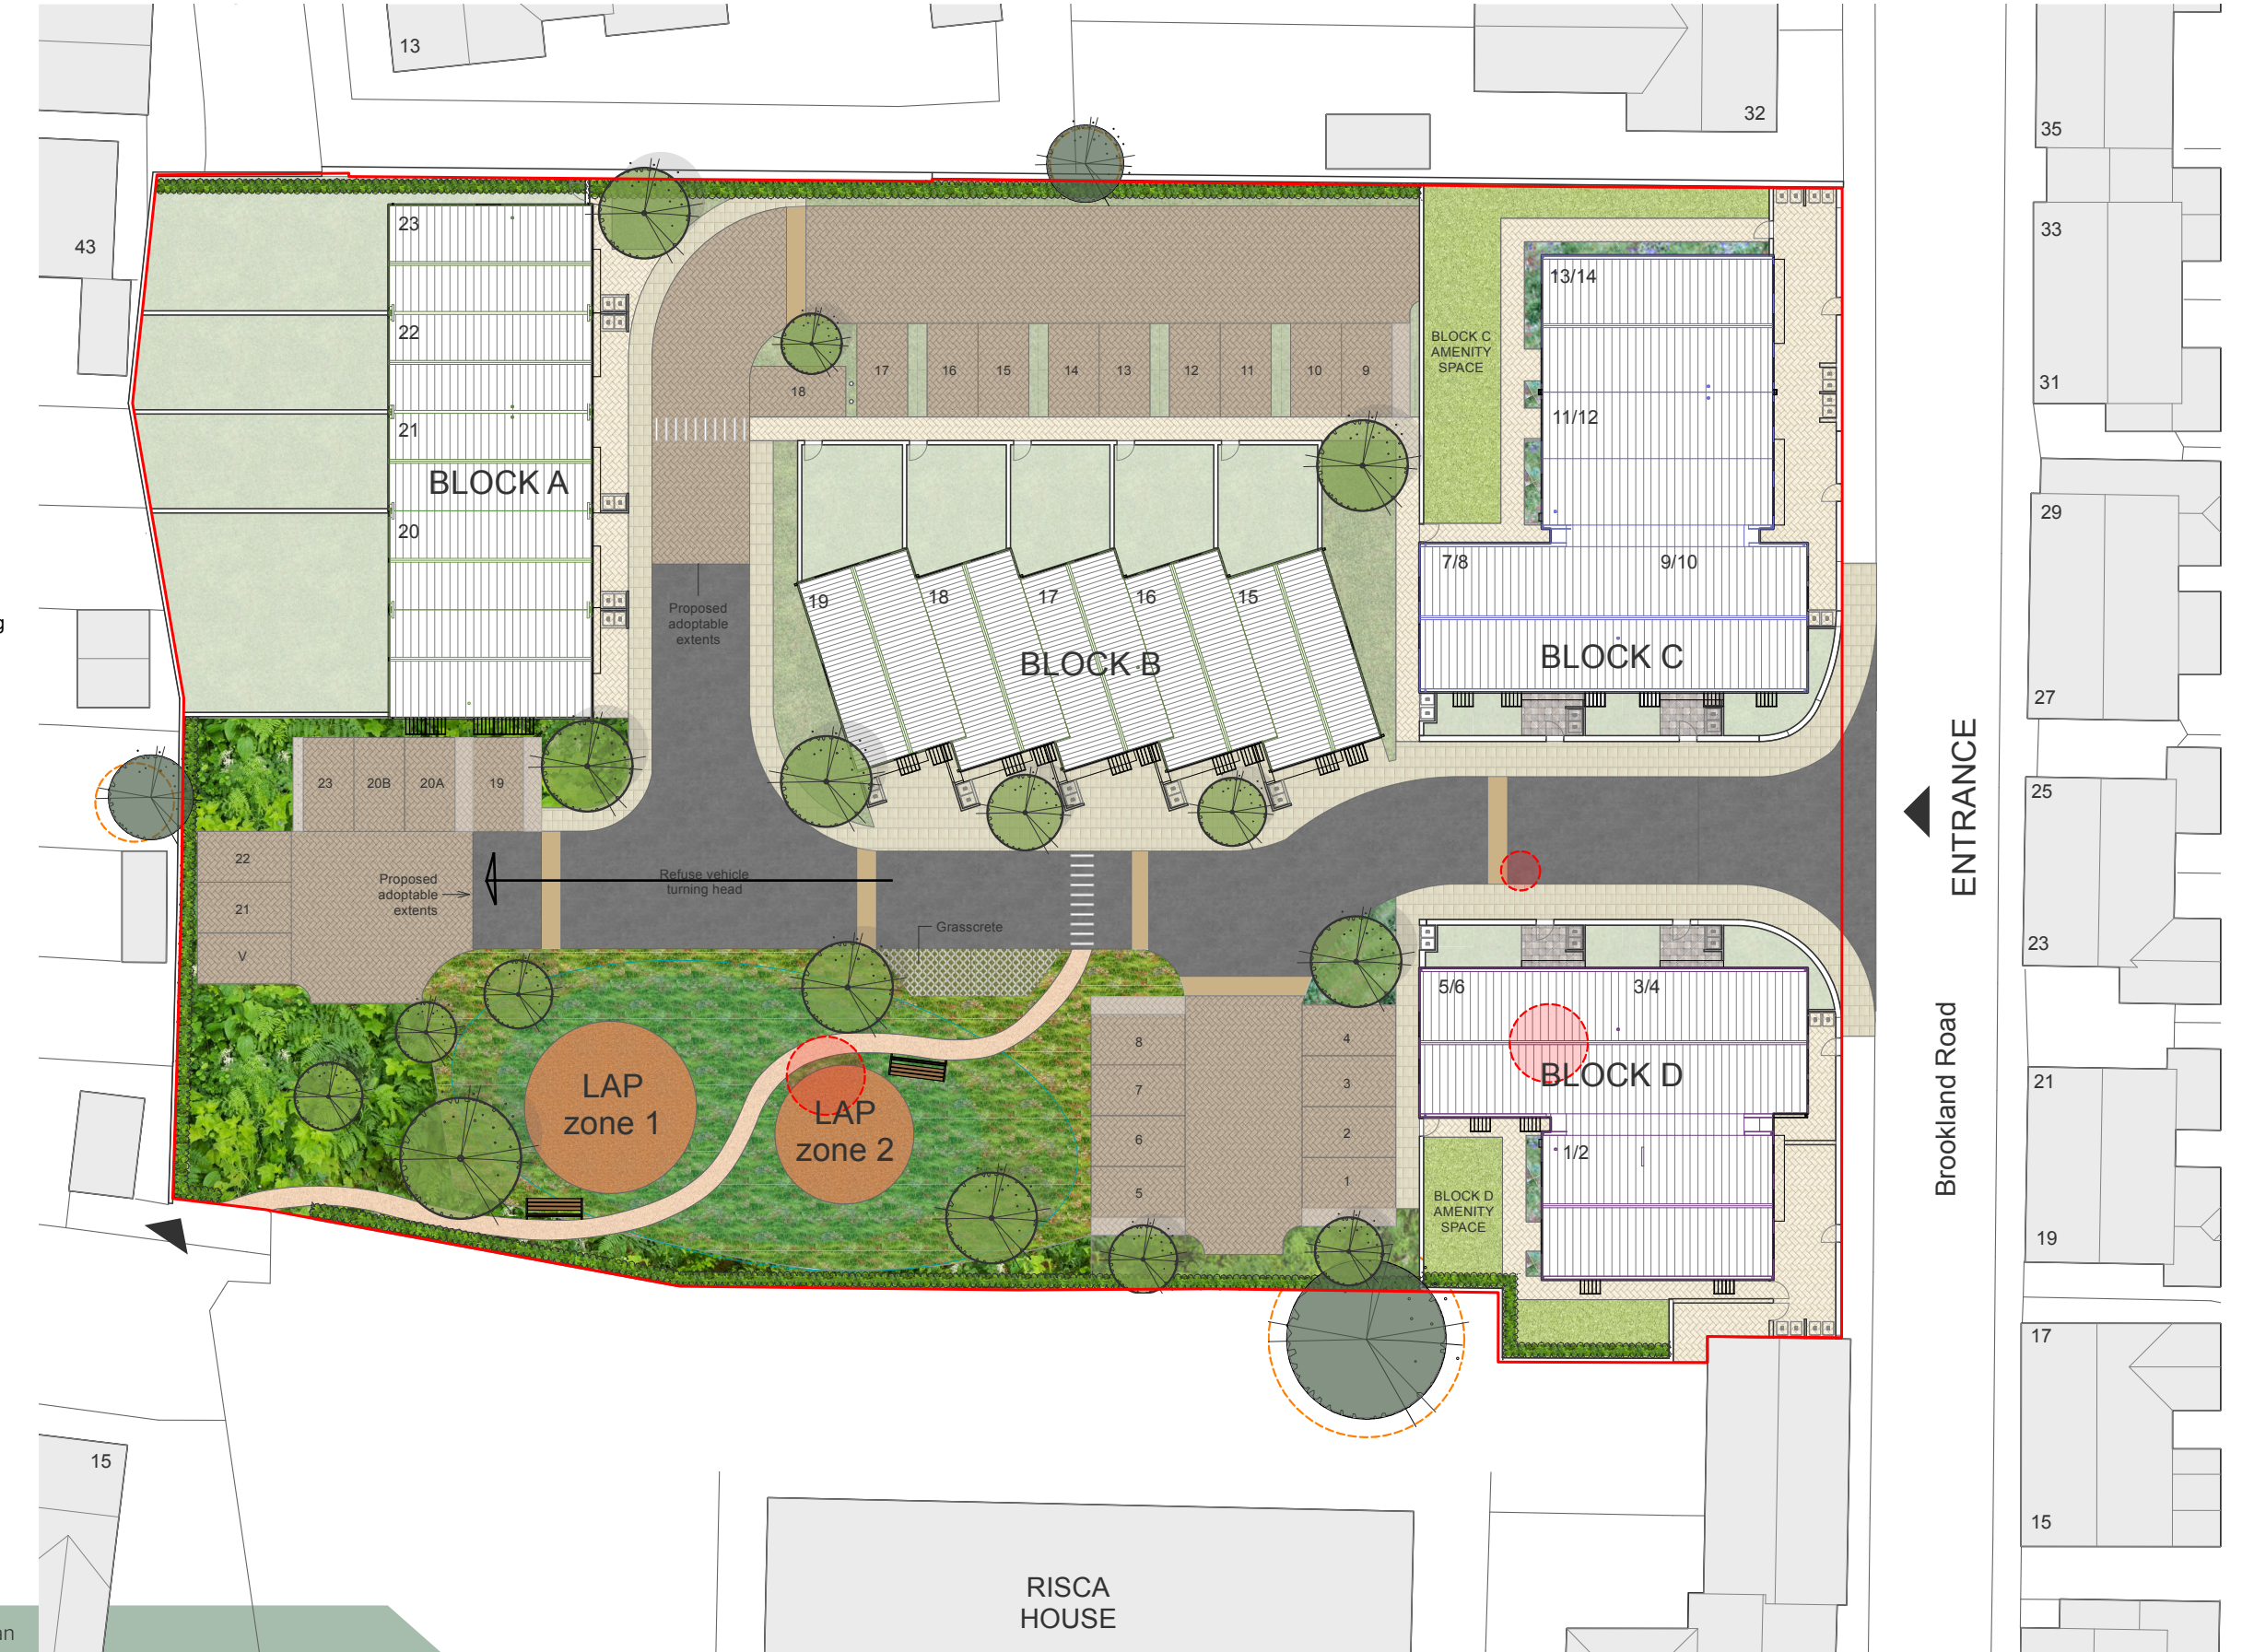 13
32
35
43
33
31
29
27
25
23
21
19
17
15
23
22
21
20
BLOCK A
17
16
15
14
13
12
11
10
9
18
BLOCK C
AMENITY
SPACE
13/14
11/12
7/8
9/10
BLOCK C
Proposed
adoptable
extents
19
18
17
16
15
BLOCK B
23
20B
20A
19
22
21
V
Proposed
adoptable
extents
Refuse vehicle
turning head
Grasscrete
ENTRANCE
Brookland Road
LAP
zone 1
LAP
zone 2
8
7
6
5
4
3
2
1
5/6
3/4
BLOCK D
1/2
BLOCK D
AMENITY
SPACE
15
RISCA
HOUSE